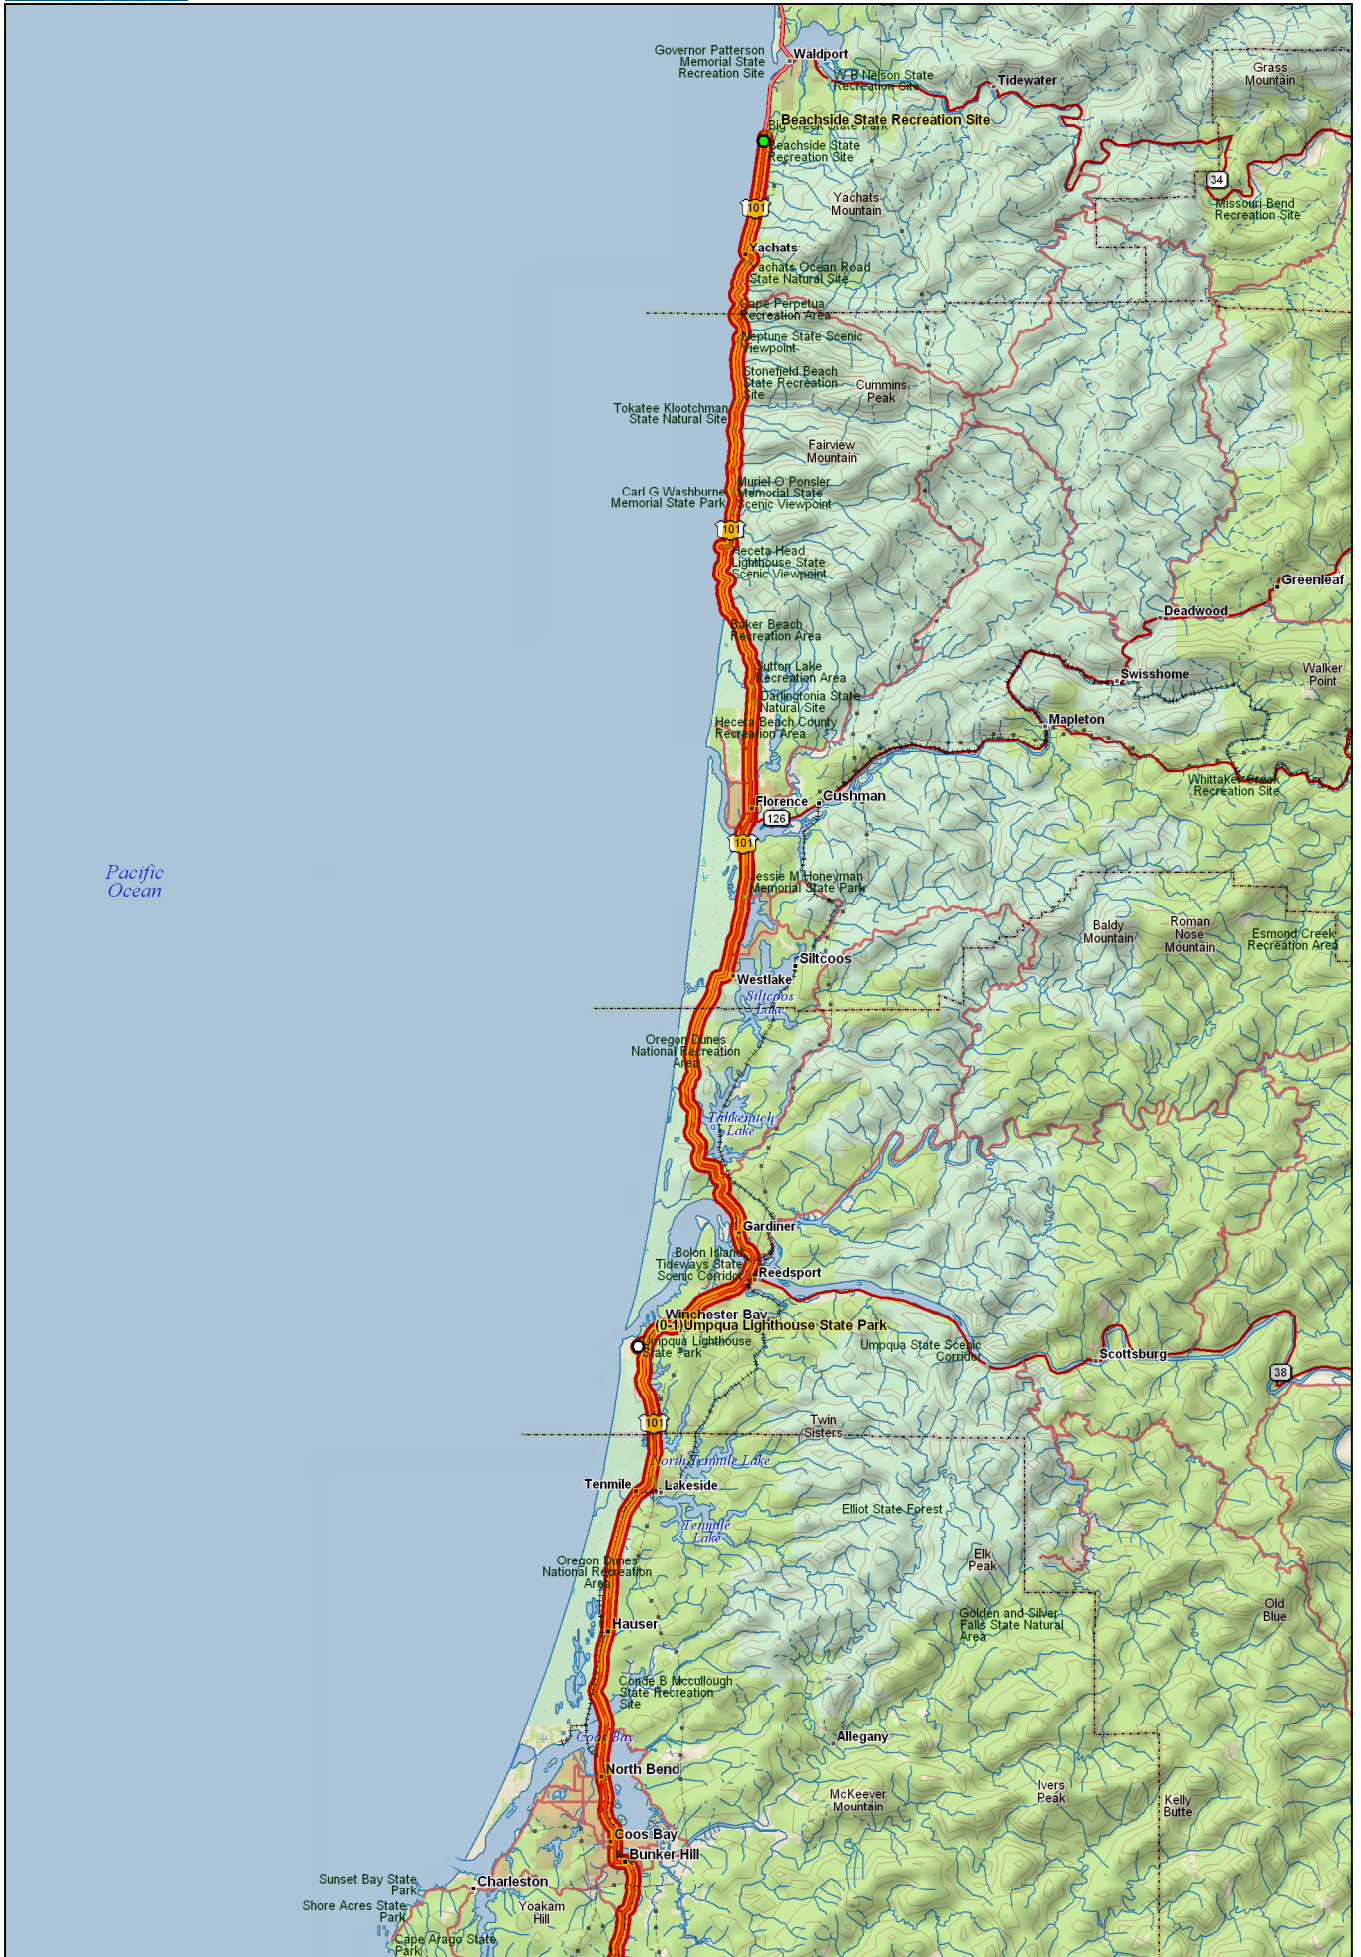 Governor Patterson
Memorial State
Recreation Site
Waldport
W B Nelson State
Recreation Site
Tidewater
Grass
Mountain
Beachside State Recreation Site
Big Creek State Park
Beachside State
Recreation Site
34
Missouri Bend
Recreation Site
Yachats
Mountain
101
Yachats
Yachats Ocean Road
State Natural Site
Cape Perpetua
Recreation Area
Neptune State Scenic
Viewpoint
Stonefield Beach
State Recreation
Site
Cummins
Peak
Tokatee Klootchman
State Natural Site
Fairview
Mountain
Carl G Washburne
Memorial State Park
Muriel O Ponsler
Memorial State
Scenic Viewpoint
101
Heceta Head
Lighthouse State
Scenic Viewpoint
Greenleaf
Deadwood
Baker Beach
Recreation Area
Sutton Lake
Recreation Area
Swisshome
Walker
Point
Darlingtonia State
Natural Site
Heceta Beach County
Recreation Area
Mapleton
Whittaker Creek
Recreation Site
Florence
Cushman
126
101
Pacific
Ocean
Jessie M Honeyman
Memorial State Park
Baldy
Mountain
Roman
Nose
Mountain
Esmond Creek
Recreation Area
Siltcoos
Westlake
Siltcoos
Lake
Oregon Dunes
National Recreation
Area
Tahkenitch
Lake
Gardiner
Bolon Island
Tideways State
Scenic Corridor
Reedsport
Winchester Bay
(0-1)Umpqua Lighthouse State Park
Umpqua Lighthouse
State Park
Umpqua State Scenic
Corridor
Scottsburg
38
101
Twin
Sisters
North Tenmile Lake
Tenmile
Lakeside
Elliot State Forest
Tenmile
Lake
Elk
Peak
Oregon Dunes
National Recreation
Area
Old
Blue
Golden and Silver
Falls State Natural
Area
Hauser
Conde B Mccullough
State Recreation
Site
Coos Bay
Allegany
North Bend
McKeever
Mountain
Ivers
Peak
Kelly
Butte
Coos Bay
Bunker Hill
Sunset Bay State
Park
Charleston
Shore Acres State
Park
Yoakam
Hill
Cape Arago State
Park